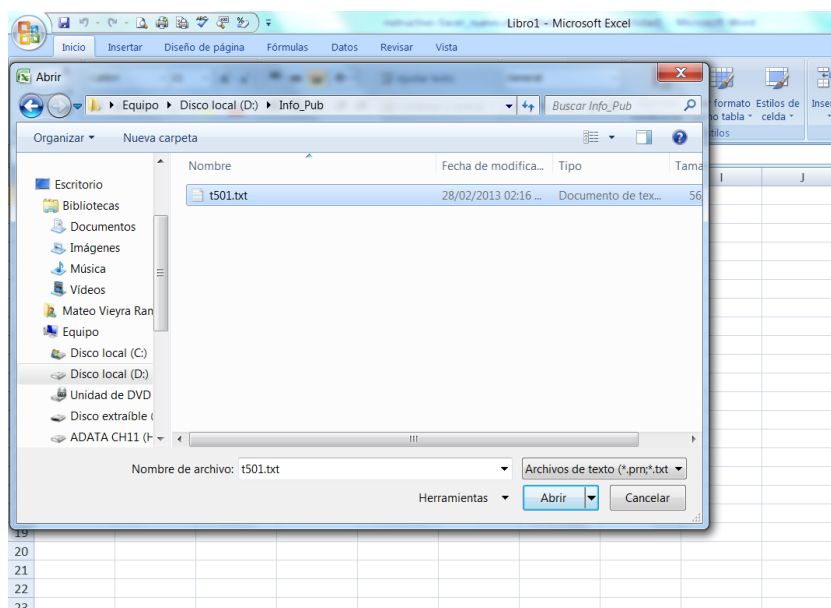 Libro1 - Microsoft Excel
Inicio Insertar Diseño de página Fórmulas Datos Revisar Vista
Abrir
Equipo Disco local (D:) Info_Pub Buscar Info_Pub
formato Estilos de
tabla celda
Organizar Nueva carpeta
Nombre Fecha de modifica... Tipo Tama
I J
Escritorio
t501.txt 28/02/2013 02:16 ... Documento de tex... 56
Bibliotecas
Documentos
Imágenes
Música
Vídeos
Mateo Vieyra Ran
Equipo
Disco local (C:)
Disco local (D:)
Unidad de DVD
Disco extraíble (
ADATA CH11 (H
Nombre de archivo: t501.txt Archivos de texto (*.prn;*.txt
Herramientas Abrir Cancelar
19
20
21
22
23